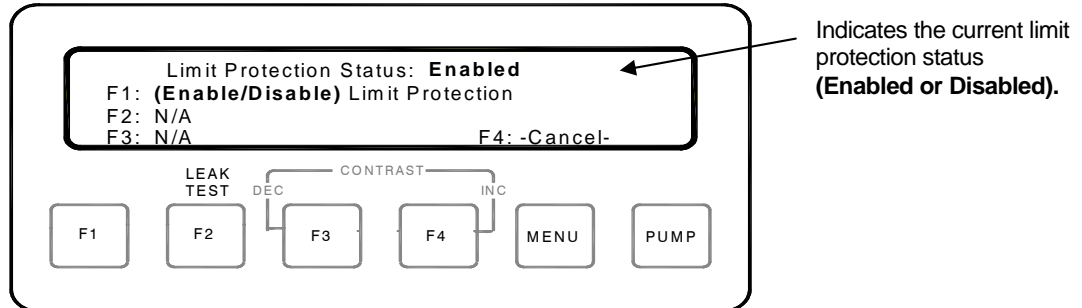 Limit Protection Status: Enabled
F1: (Enable/Disable) Limit Protection
F2: N/A
F3: N/A F4: -Cancel-
Indicates the current limit
protection status
(Enabled or Disabled).
LEAK
TEST
CONTRAST
DEC
INC
F1
F2
F3
F4
MENU
PUMP